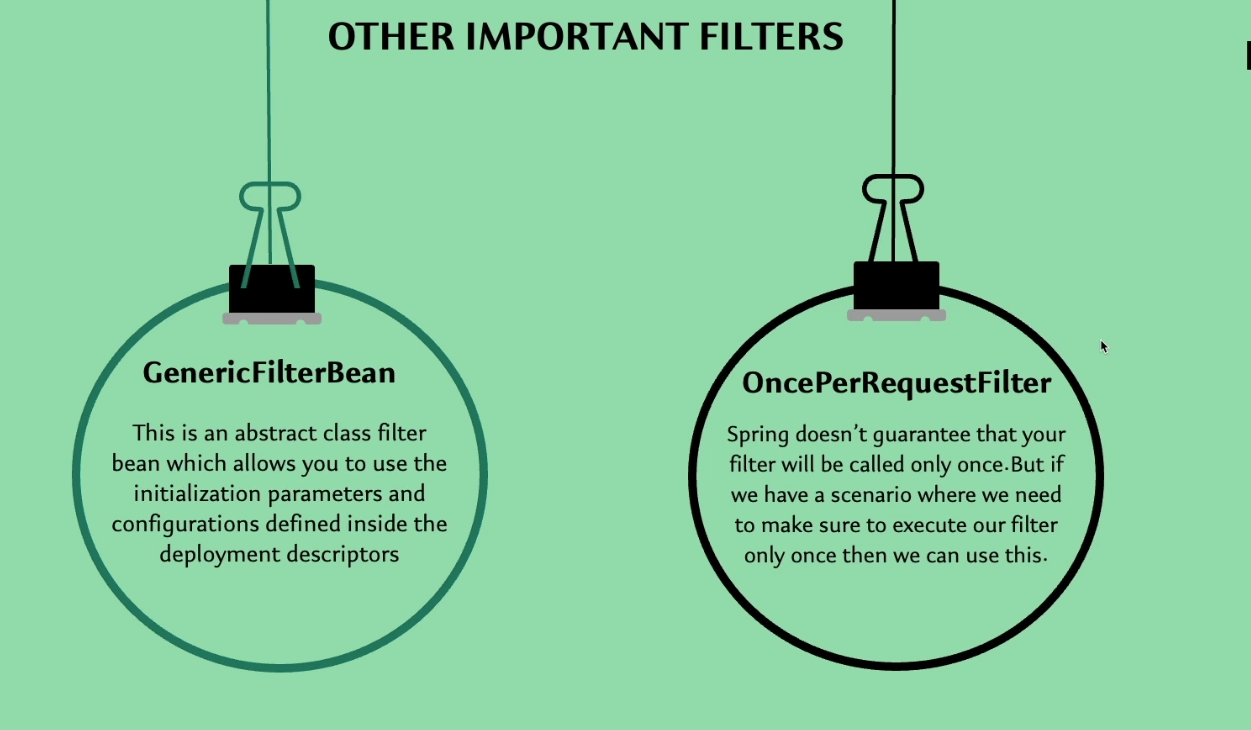 OTHER IMPORTANT FILTERS
GenericFilterBean
This is an abstract class filter
bean which allows you to use the
initialization parameters and
configurations defined inside the
deployment descriptors
OncePerRequestFilter
Spring doesn't guarantee that your
filter will be called only once.But if
we have a scenario where we need
to make sure to execute our filter
only once then we can use this.